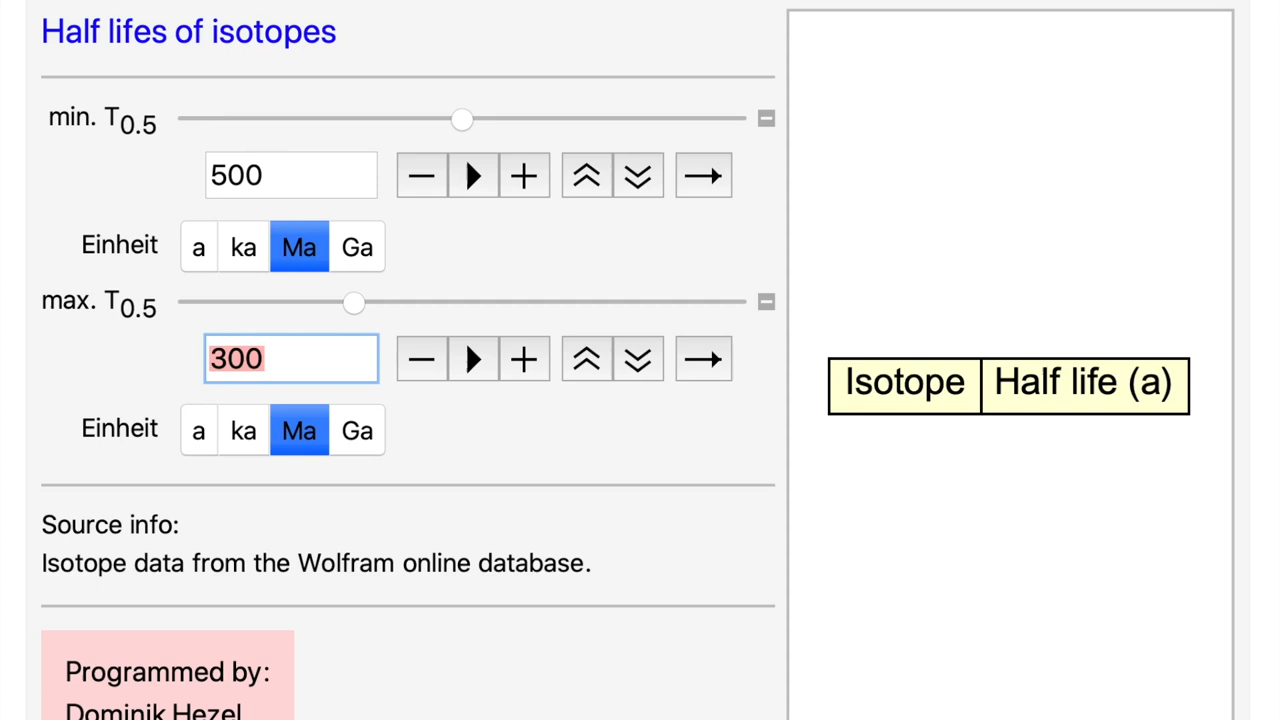 Half lifes of isotopes
min. T0.5
500
Einheit a ka Ma Ga
max. T0.5
300
Einheit a ka Ma Ga
Source info:
Isotope data from the Wolfram online database.
Programmed by:
Dominik Hezel
Isotope Half life (a)